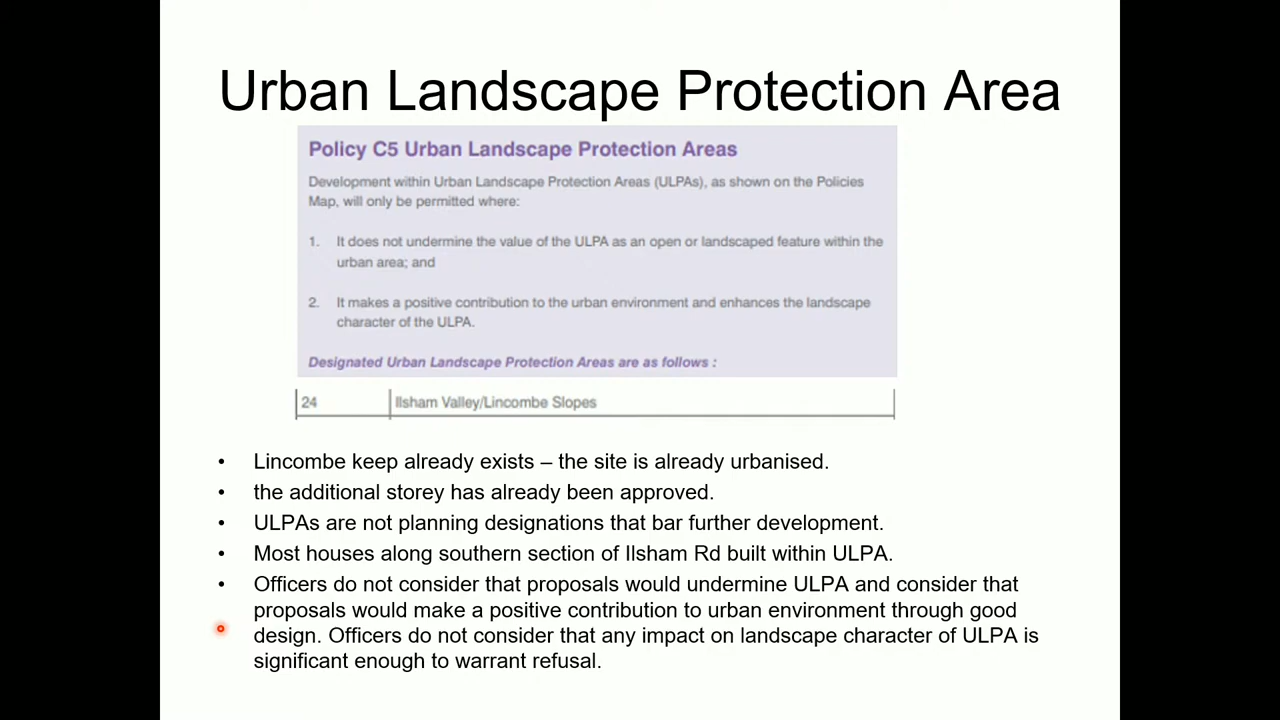 Urban Landscape Protection Area
Policy C5 Urban Landscape Protection Areas
Development within Urban Landscape Protection Areas (ULPAs), as shown on the Policies
Map, will only be permitted where:
1. It does not undermine the value of the ULPA as an open or landscaped feature within the
urban area; and
2. It makes a positive contribution to the urban environment and enhances the landscape
character of the ULPA.
Designated Urban Landscape Protection Areas are as follows :
24 Ilsham Valley/Lincombe Slopes
• Lincombe keep already exists – the site is already urbanised.
• the additional storey has already been approved.
• ULPAs are not planning designations that bar further development.
• Most houses along southern section of Ilsham Rd built within ULPA.
• Officers do not consider that proposals would undermine ULPA and consider that
proposals would make a positive contribution to urban environment through good
design. Officers do not consider that any impact on landscape character of ULPA is
significant enough to warrant refusal.